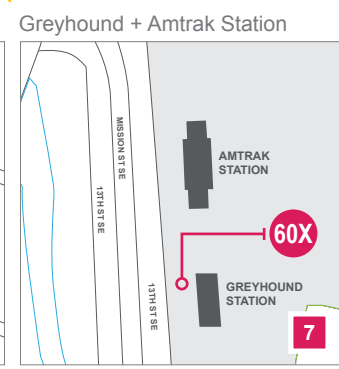 Greyhound + Amtrak Station
MISSION ST SE
13TH ST SE
AMTRAK
STATION
60X
13TH ST SE
GREYHOUND
STATION
7